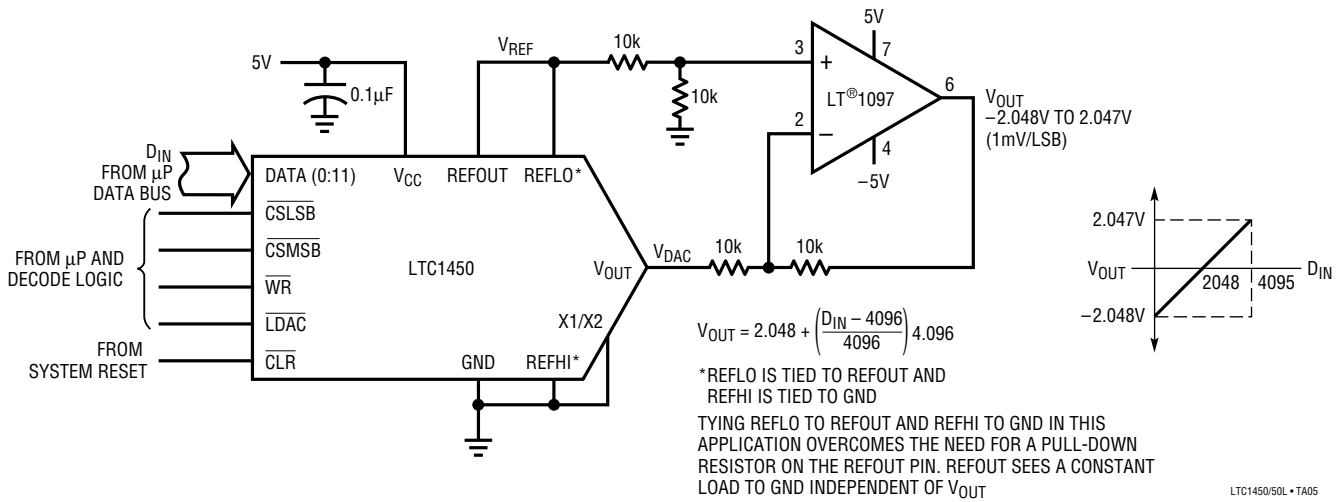 5V
0.1μF
V_REF
10k
10k
3
+
5V
7
LT®1097
6
2
−
4
−5V
V_OUT
−2.048V TO 2.047V
(1mV/LSB)
D_IN
FROM μP
DATA BUS
DATA (0:11)
V_CC
REFOUT
REFLO*
CSLSB
CSMSB
WR
LDAC
CLR
FROM μP AND
DECODE LOGIC
FROM
SYSTEM RESET
LTC1450
V_OUT
X1/X2
GND
REFHI*
V_DAC
10k
10k
V_OUT = 2.048 + ((D_IN − 4096)/4096) 4.096
*REFLO IS TIED TO REFOUT AND
REFHI IS TIED TO GND
TYING REFLO TO REFOUT AND REFHI TO GND IN THIS
APPLICATION OVERCOMES THE NEED FOR A PULL-DOWN
RESISTOR ON THE REFOUT PIN. REFOUT SEES A CONSTANT
LOAD TO GND INDEPENDENT OF V_OUT
2.047V
V_OUT
−2.048V
2048
4095
D_IN
LTC1450/50L • TA05